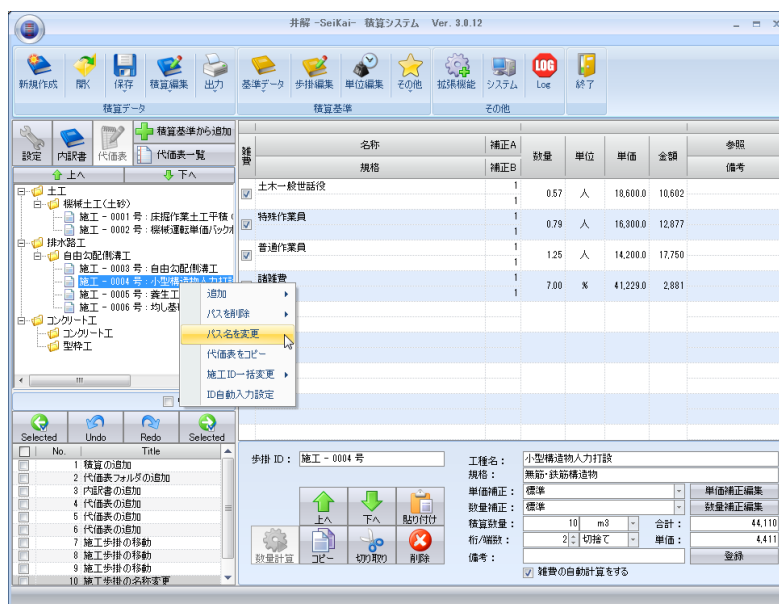 井解 -SeiKai- 積算システム Ver. 3.0.12
新規作成 開く 保存 積算編集 出力 基準データ 歩掛編集 単位編集 その他 拡張機能 システム Log 終了
LOG
積算データ 積算基準 その他
設定 内訳書 代価表 積算基準から追加
代価表一覧
上へ 下へ
土工
機械土工(土砂)
施工 - 0001 号 : 床掘作業土工平積(
施工 - 0002 号 : 機械運転単価バックホ
排水路工
自由勾配側溝工
施工 - 0003 号 : 自由勾配側溝工
施工 - 0004 号 : 小型構造物人力打設
施工 - 0005 号 : 養生工
施工 - 0006 号 : 均し基
コンクリート工
コンクリート工
型枠工
追加
パスを削除
パス名を変更
代価表をコピー
施工ID一括変更
ID自動入力設定
雑費 名称 補正A 数量 単位 単価 金額 参照
規格 補正B 備考
土木一般世話役 1 0.57 人 18,600.0 10,602
1
特殊作業員 1 0.79 人 16,300.0 12,877
1
普通作業員 1 1.25 人 14,200.0 17,750
1
諸雑費 1 7.00 % 41,229.0 2,881
1
Selected Undo Redo Selected
No. Title
1 積算の追加
2 代価表フォルダの追加
3 内訳書の追加
4 代価表の追加
5 代価表の追加
6 代価表の追加
7 施工歩掛の移動
8 施工歩掛の移動
9 施工歩掛の移動
10 施工歩掛の名称変更
歩掛 ID : 施工 - 0004 号
上へ 下へ 貼り付け
数量計算 コピー 切り取り 削除
工種名 : 小型構造物人力打設
規格 : 無筋・鉄筋構造物
単価補正 : 標準 単価補正編集
数量補正 : 標準 数量補正編集
積算数量 : 10 m3 合計 : 44,110
桁/端数 : 2 切捨て 単価 : 4,411
備考 : 登録
雑費の自動計算をする